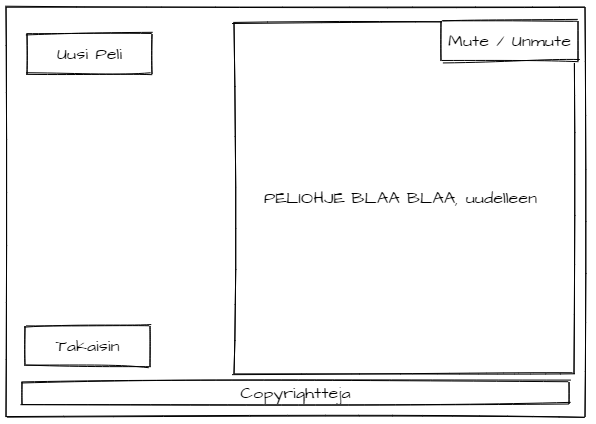 Uusi Peli
Mute / Unmute
PELIOHJE BLAA BLAA, uudelleen
Takaisin
Copyrightteja